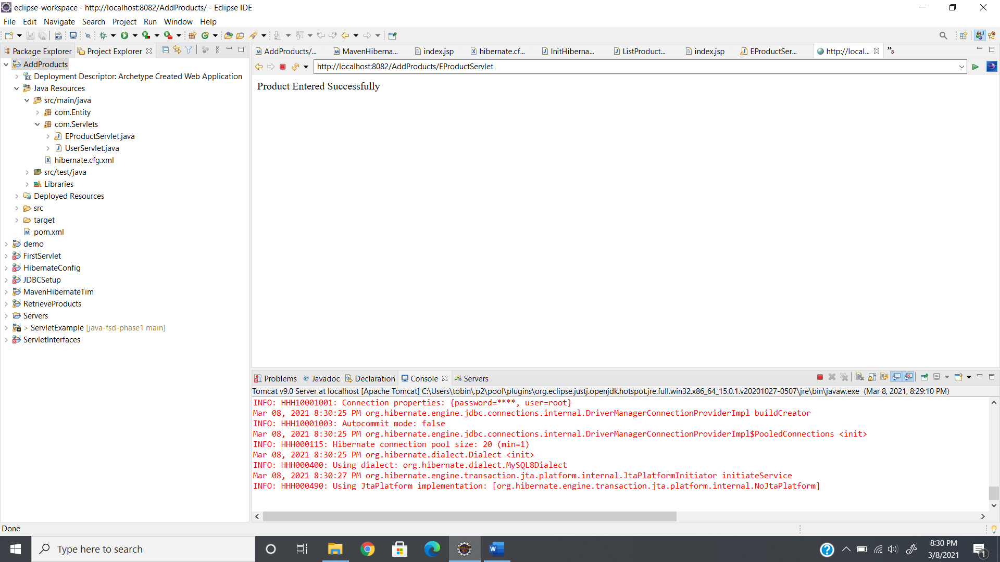 eclipse-workspace - http://localhost:8082/AddProducts/ - Eclipse IDE
File Edit Navigate Search Project Run Window Help
Package Explorer Project Explorer
AddProducts
Deployment Descriptor: Archetype Created Web Application
Java Resources
src/main/java
com.Entity
com.Servlets
EProductServlet.java
UserServlet.java
hibernate.cfg.xml
src/test/java
Libraries
Deployed Resources
src
target
pom.xml
demo
FirstServlet
HibernateConfig
JDBCSetup
MavenHibernateTim
RetrieveProducts
Servers
> ServletExample [java-fsd-phase1 main]
ServletInterfaces
AddProducts/... MavenHiberna... index.jsp hibernate.cf... InitHiberna... ListProduct... index.jsp EProductSer... http://local... »8
http://localhost:8082/AddProducts/EProductServlet
Product Entered Successfully
Problems @ Javadoc Declaration Console Servers
Tomcat v9.0 Server at localhost [Apache Tomcat] C:\Users\tobin\.p2\pool\plugins\org.eclipse.justj.openjdk.hotspot.jre.full.win32.x86_64_15.0.1.v20201027-0507\jre\bin\javaw.exe (Mar 8, 2021, 8:29:10 PM)
INFO: HHH10001001: Connection properties: {password=****, user=root}
Mar 08, 2021 8:30:25 PM org.hibernate.engine.jdbc.connections.internal.DriverManagerConnectionProviderImpl buildCreator
INFO: HHH10001003: Autocommit mode: false
Mar 08, 2021 8:30:25 PM org.hibernate.engine.jdbc.connections.internal.DriverManagerConnectionProviderImpl$PooledConnections <init>
INFO: HHH000115: Hibernate connection pool size: 20 (min=1)
Mar 08, 2021 8:30:25 PM org.hibernate.dialect.Dialect <init>
INFO: HHH000400: Using dialect: org.hibernate.dialect.MySQL8Dialect
Mar 08, 2021 8:30:27 PM org.hibernate.engine.transaction.jta.platform.internal.JtaPlatformInitiator initiateService
INFO: HHH000490: Using JtaPlatform implementation: [org.hibernate.engine.transaction.jta.platform.internal.NoJtaPlatform]
Done
Type here to search
8:30 PM
3/8/2021
1